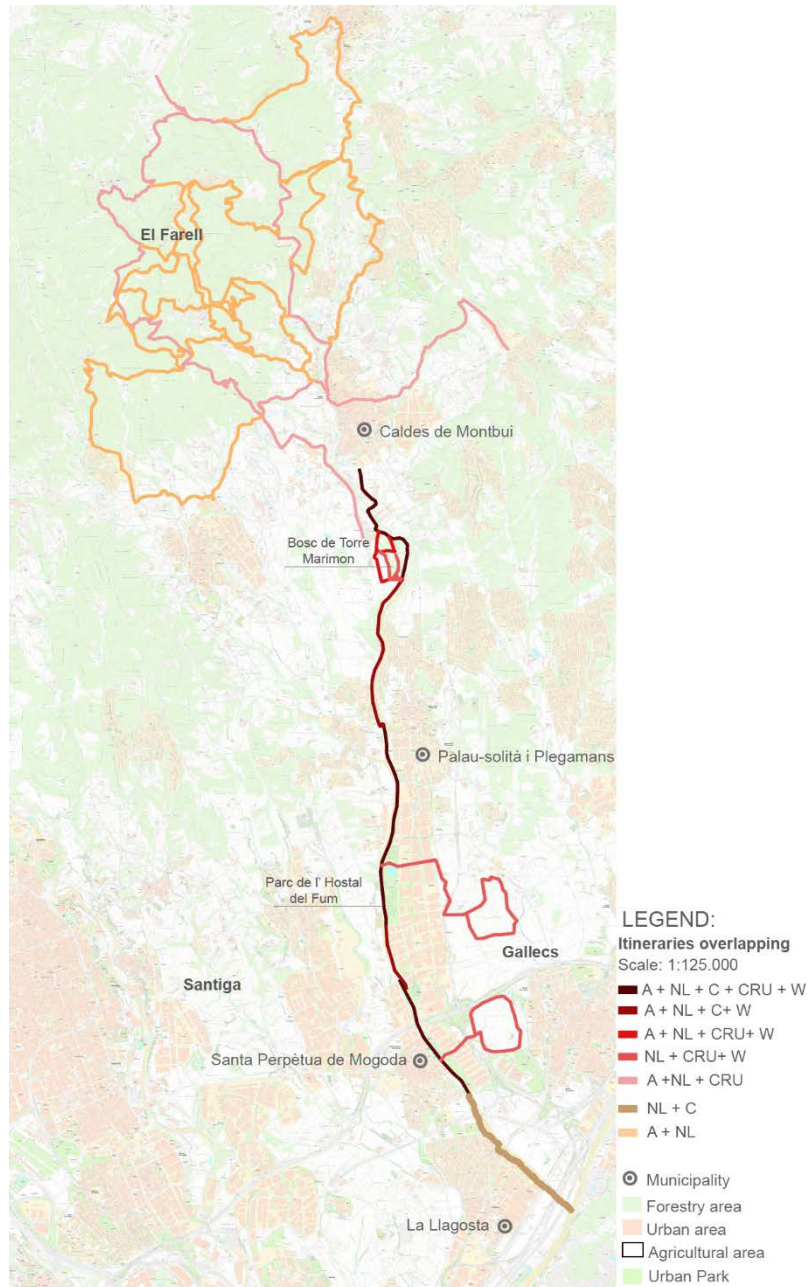 El Farell
Caldes de Montbui
Bosc de Torre
Marimon
Palau-solità i Plegamans
Parc de l' Hostal
del Fum
Gallecs
Santiga
Santa Perpètua de Mogoda
La Llagosta
LEGEND:
Itineraries overlapping
Scale: 1:125.000
A + NL + C + CRU + W
A + NL + C+ W
A + NL + CRU+ W
NL + CRU+ W
A +NL + CRU
NL + C
A + NL
Municipality
Forestry area
Urban area
Agricultural area
Urban Park